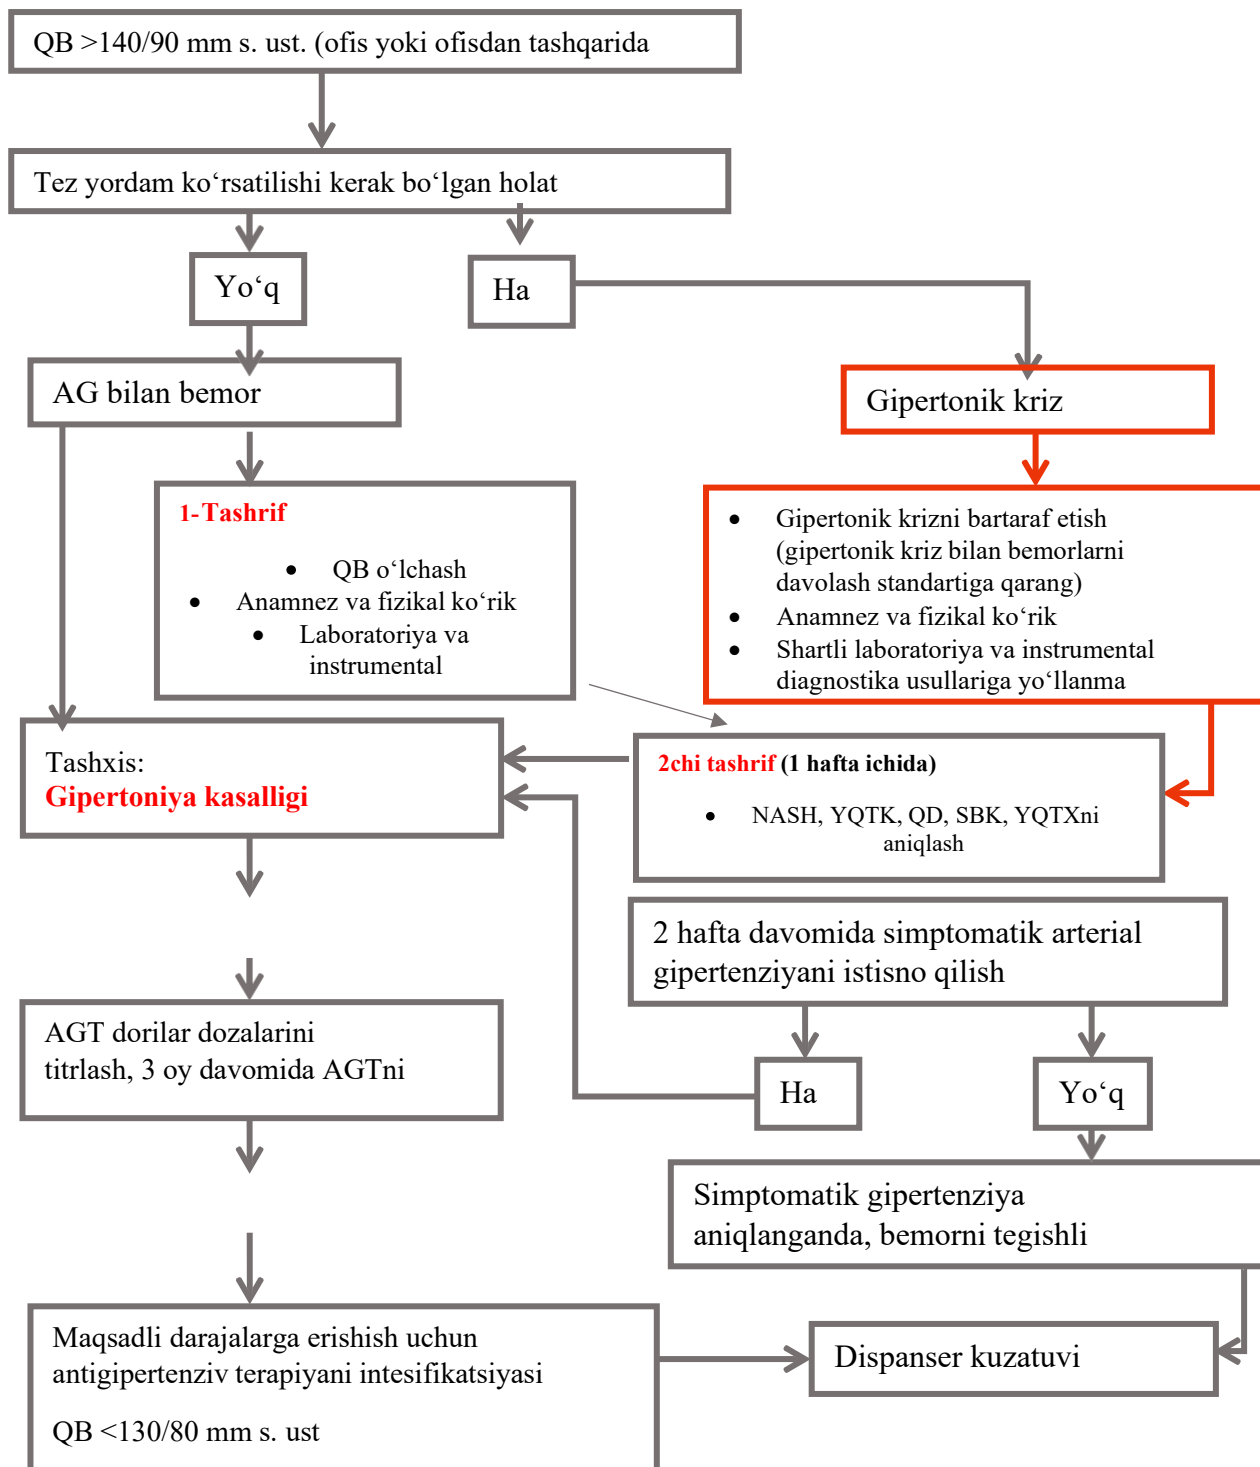 QB >140/90 mm s. ust. (ofis yoki ofisdan tashqarida
Tez yordam ko‘rsatilishi kerak bo‘lgan holat
Yo‘q
Ha
AG bilan bemor
Gipertonik kriz
1-Tashrif
• QB o‘lchash
• Anamnez va fizikal ko‘rik
• Laboratoriya va
instrumental
• Gipertonik krizni bartaraf etish
(gipertonik kriz bilan bemorlarni
davolash standartiga qarang)
• Anamnez va fizikal ko‘rik
• Shartli laboratoriya va instrumental
diagnostika usullariga yo‘llanma
Tashxis:
Gipertoniya kasalligi
2chi tashrif (1 hafta ichida)
• NASH, YQTK, QD, SBK, YQTXni
aniqlash
2 hafta davomida simptomatik arterial
gipertenziyani istisno qilish
AGT dorilar dozalarini
titrlash, 3 oy davomida AGTni
Ha
Yo‘q
Simptomatik gipertenziya
aniqlanganda, bemorni tegishli
Maqsadli darajalarga erishish uchun
antigipertenziv terapiyani intesifikatsiyasi
QB <130/80 mm s. ust
Dispanser kuzatuvi